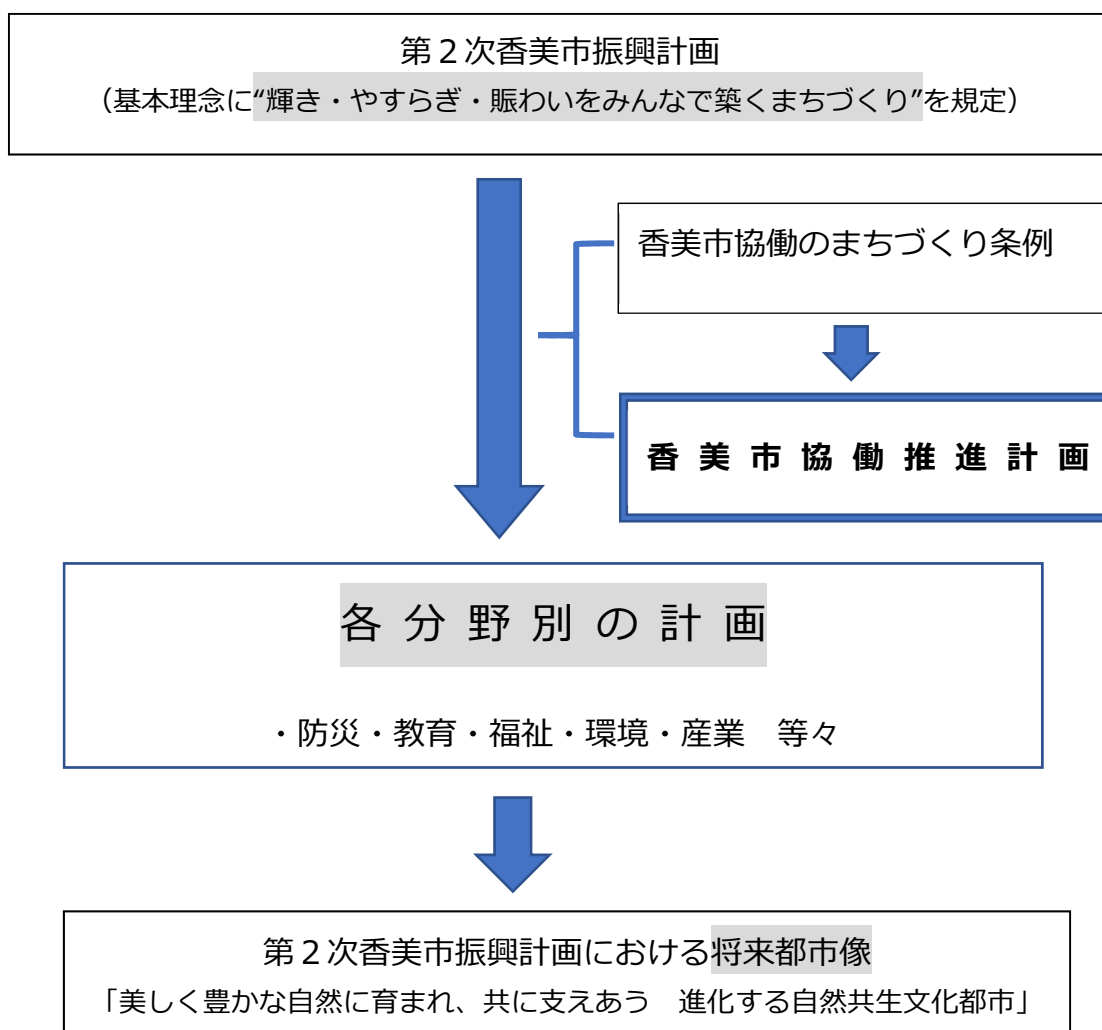 第２次香美市振興計画
（基本理念に“輝き・やすらぎ・賑わいをみんなで築くまちづくり”を規定）
香美市協働のまちづくり条例
香 美 市 協 働 推 進 計 画
各 分 野 別 の 計 画
・防災・教育・福祉・環境・産業　等々
第２次香美市振興計画における将来都市像
「美しく豊かな自然に育まれ、共に支えあう　進化する自然共生文化都市」